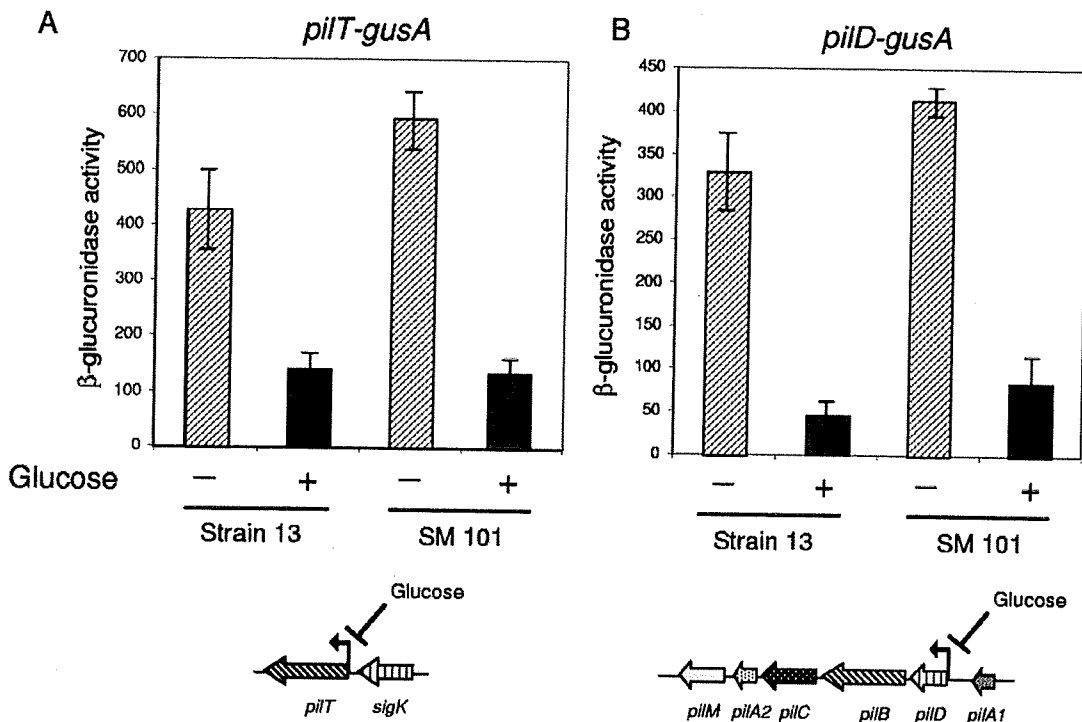 A
pilT-gusA
β-glucuronidase activity
700
600
500
400
300
200
100
0
Glucose
− + − +
Strain 13 SM 101
Glucose
pilT sigK
B
pilD-gusA
β-glucuronidase activity
450
400
350
300
250
200
150
100
50
0
− + − +
Strain 13 SM 101
Glucose
pilM pilA2 pilC pilB pilD pilA1